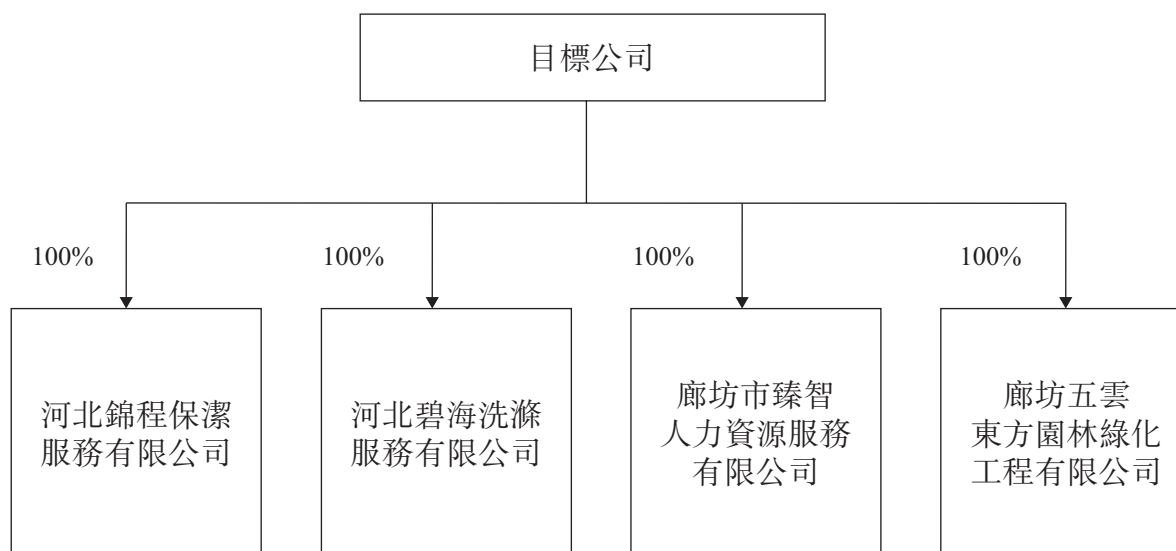 目標公司
100%
100%
100%
100%
河北錦程保潔
服務有限公司
河北碧海洗滌
服務有限公司
廊坊市臻智
人力資源服務
有限公司
廊坊五雲
東方園林綠化
工程有限公司